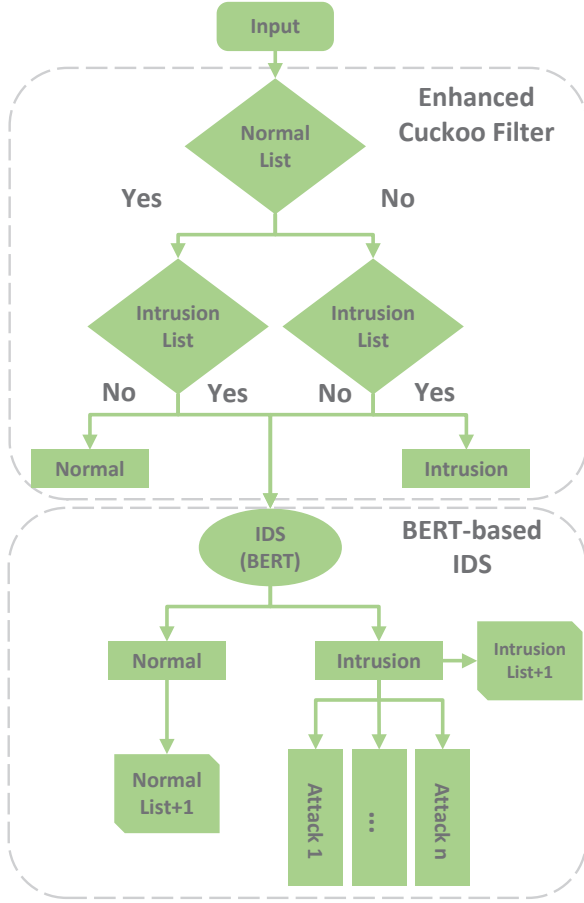 Input
Enhanced
Cuckoo Filter
Normal
List
Yes
No
Intrusion
List
Intrusion
List
No
Yes
No
Yes
Normal
Intrusion
IDS
(BERT)
BERT-based
IDS
Normal
Intrusion
Intrusion
List+1
Normal
List+1
Attack 1
...
Attack n